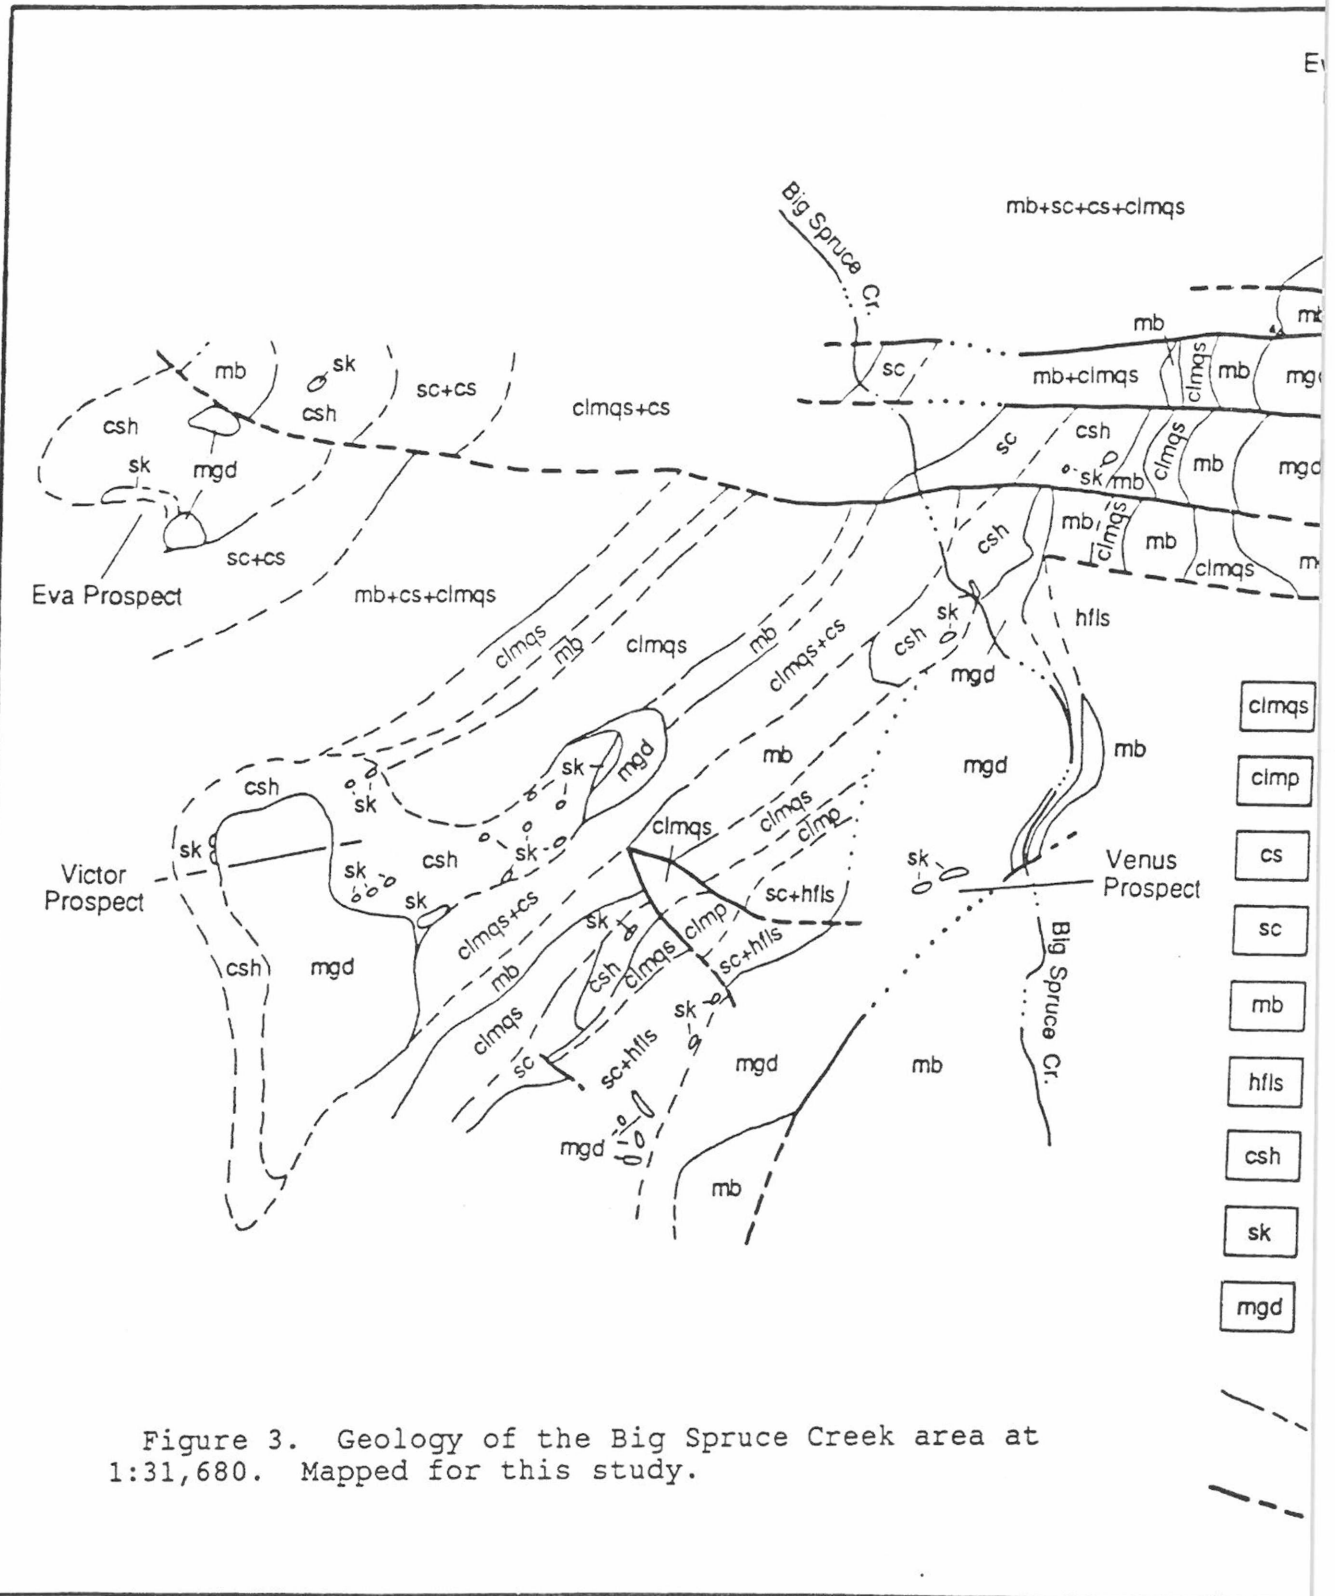 Big Spruce Cr.
mb+sc+cs+clmqs
mb
mb
sk
sc+cs
clmqs+cs
sc
mb+clmqs
clmqs
mb
csh
csh
sk
mgd
sc
csh
sk
mb
clmqs
mb
sc+cs
csh
mb
clmqs
mb
clmqs
Eva Prospect
mb+cs+clmqs
clmqs
mb
clmqs
mb
clmqs+cs
csh
sk
mgd
hfls
clmqs
csh
sk
sk
mgd
mb
mgd
mb
clmp
sk
csh
sk
clmqs
clmqs
clmp
sk
Venus
Prospect
cs
Victor
Prospect
sk
sk
clmqs+cs
sk
clmp
sc+hfls
sc
csh
mgd
mb
csh
clmqs
sc+hfls
Big Spruce Cr.
mb
clmqs
sc
sc+hfls
sk
mgd
mb
hfls
mgd
mb
csh
sk
mgd
Figure 3. Geology of the Big Spruce Creek area at
1:31,680. Mapped for this study.